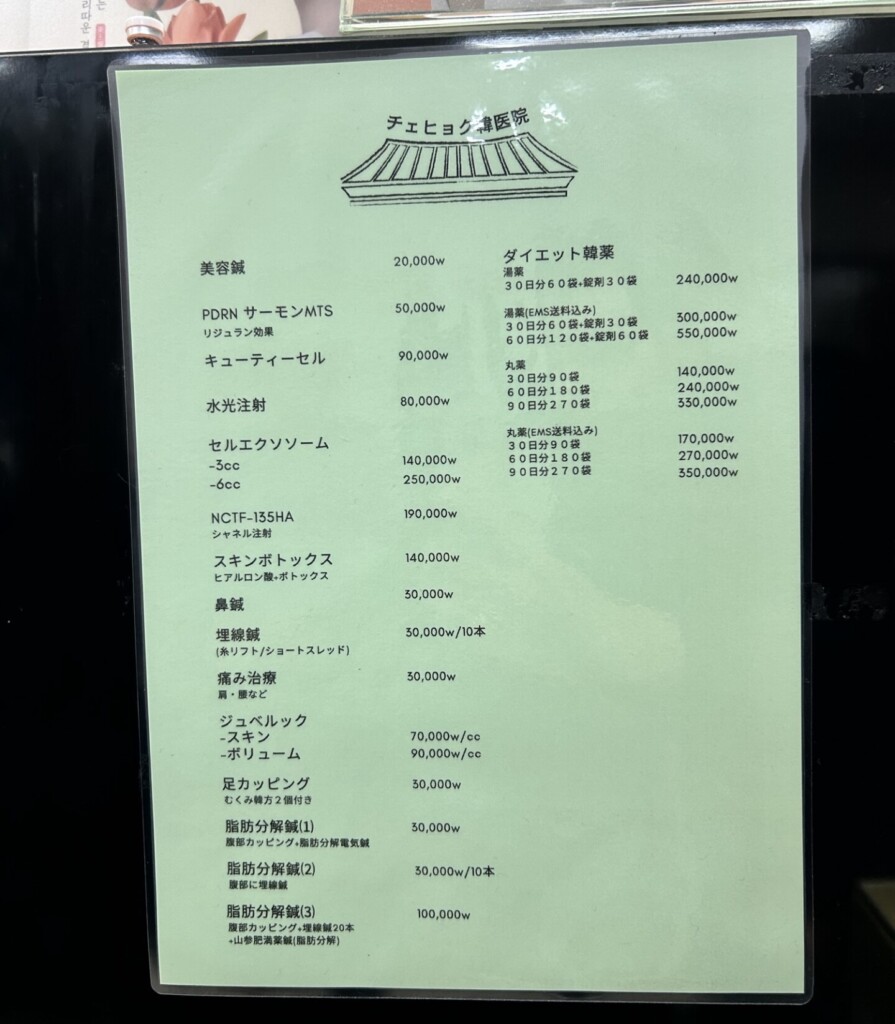 チェヒョク韓医院
美容鍼 20,000w
PDRN サーモンMTS 50,000w
リジュラン効果
キューティーセル 90,000w
水光注射 80,000w
セルエクソソーム
-3cc 140,000w
-6cc 250,000w
NCTF-135HA 190,000w
シャネル注射
スキンボトックス 140,000w
ヒアルロン酸+ボトックス
鼻鍼 30,000w
埋線鍼 30,000w/10本
(糸リフト/ショートスレッド)
痛み治療 30,000w
肩・腰など
ジュベルック
-スキン 70,000w/cc
-ボリューム 90,000w/cc
足カッピング 30,000w
むくみ韓方２個付き
脂肪分解鍼(1) 30,000w
腹部カッピング+脂肪分解電気鍼
脂肪分解鍼(2) 30,000w/10本
腹部に埋線鍼
脂肪分解鍼(3) 100,000w
腹部カッピング+埋線鍼20本
+山参肥満薬鍼(脂肪分解)
ダイエット韓薬
湯薬
３０日分６０袋+錠剤３０袋 240,000w
湯薬(EMS送料込み)
３０日分６０袋+錠剤３０袋 300,000w
６０日分１２０袋+錠剤６０袋 550,000w
丸薬
３０日分９０袋 140,000w
６０日分１８０袋 240,000w
９０日分２７０袋 330,000w
丸薬(EMS送料込み)
３０日分９０袋 170,000w
６０日分１８０袋 270,000w
９０日分２７０袋 350,000w